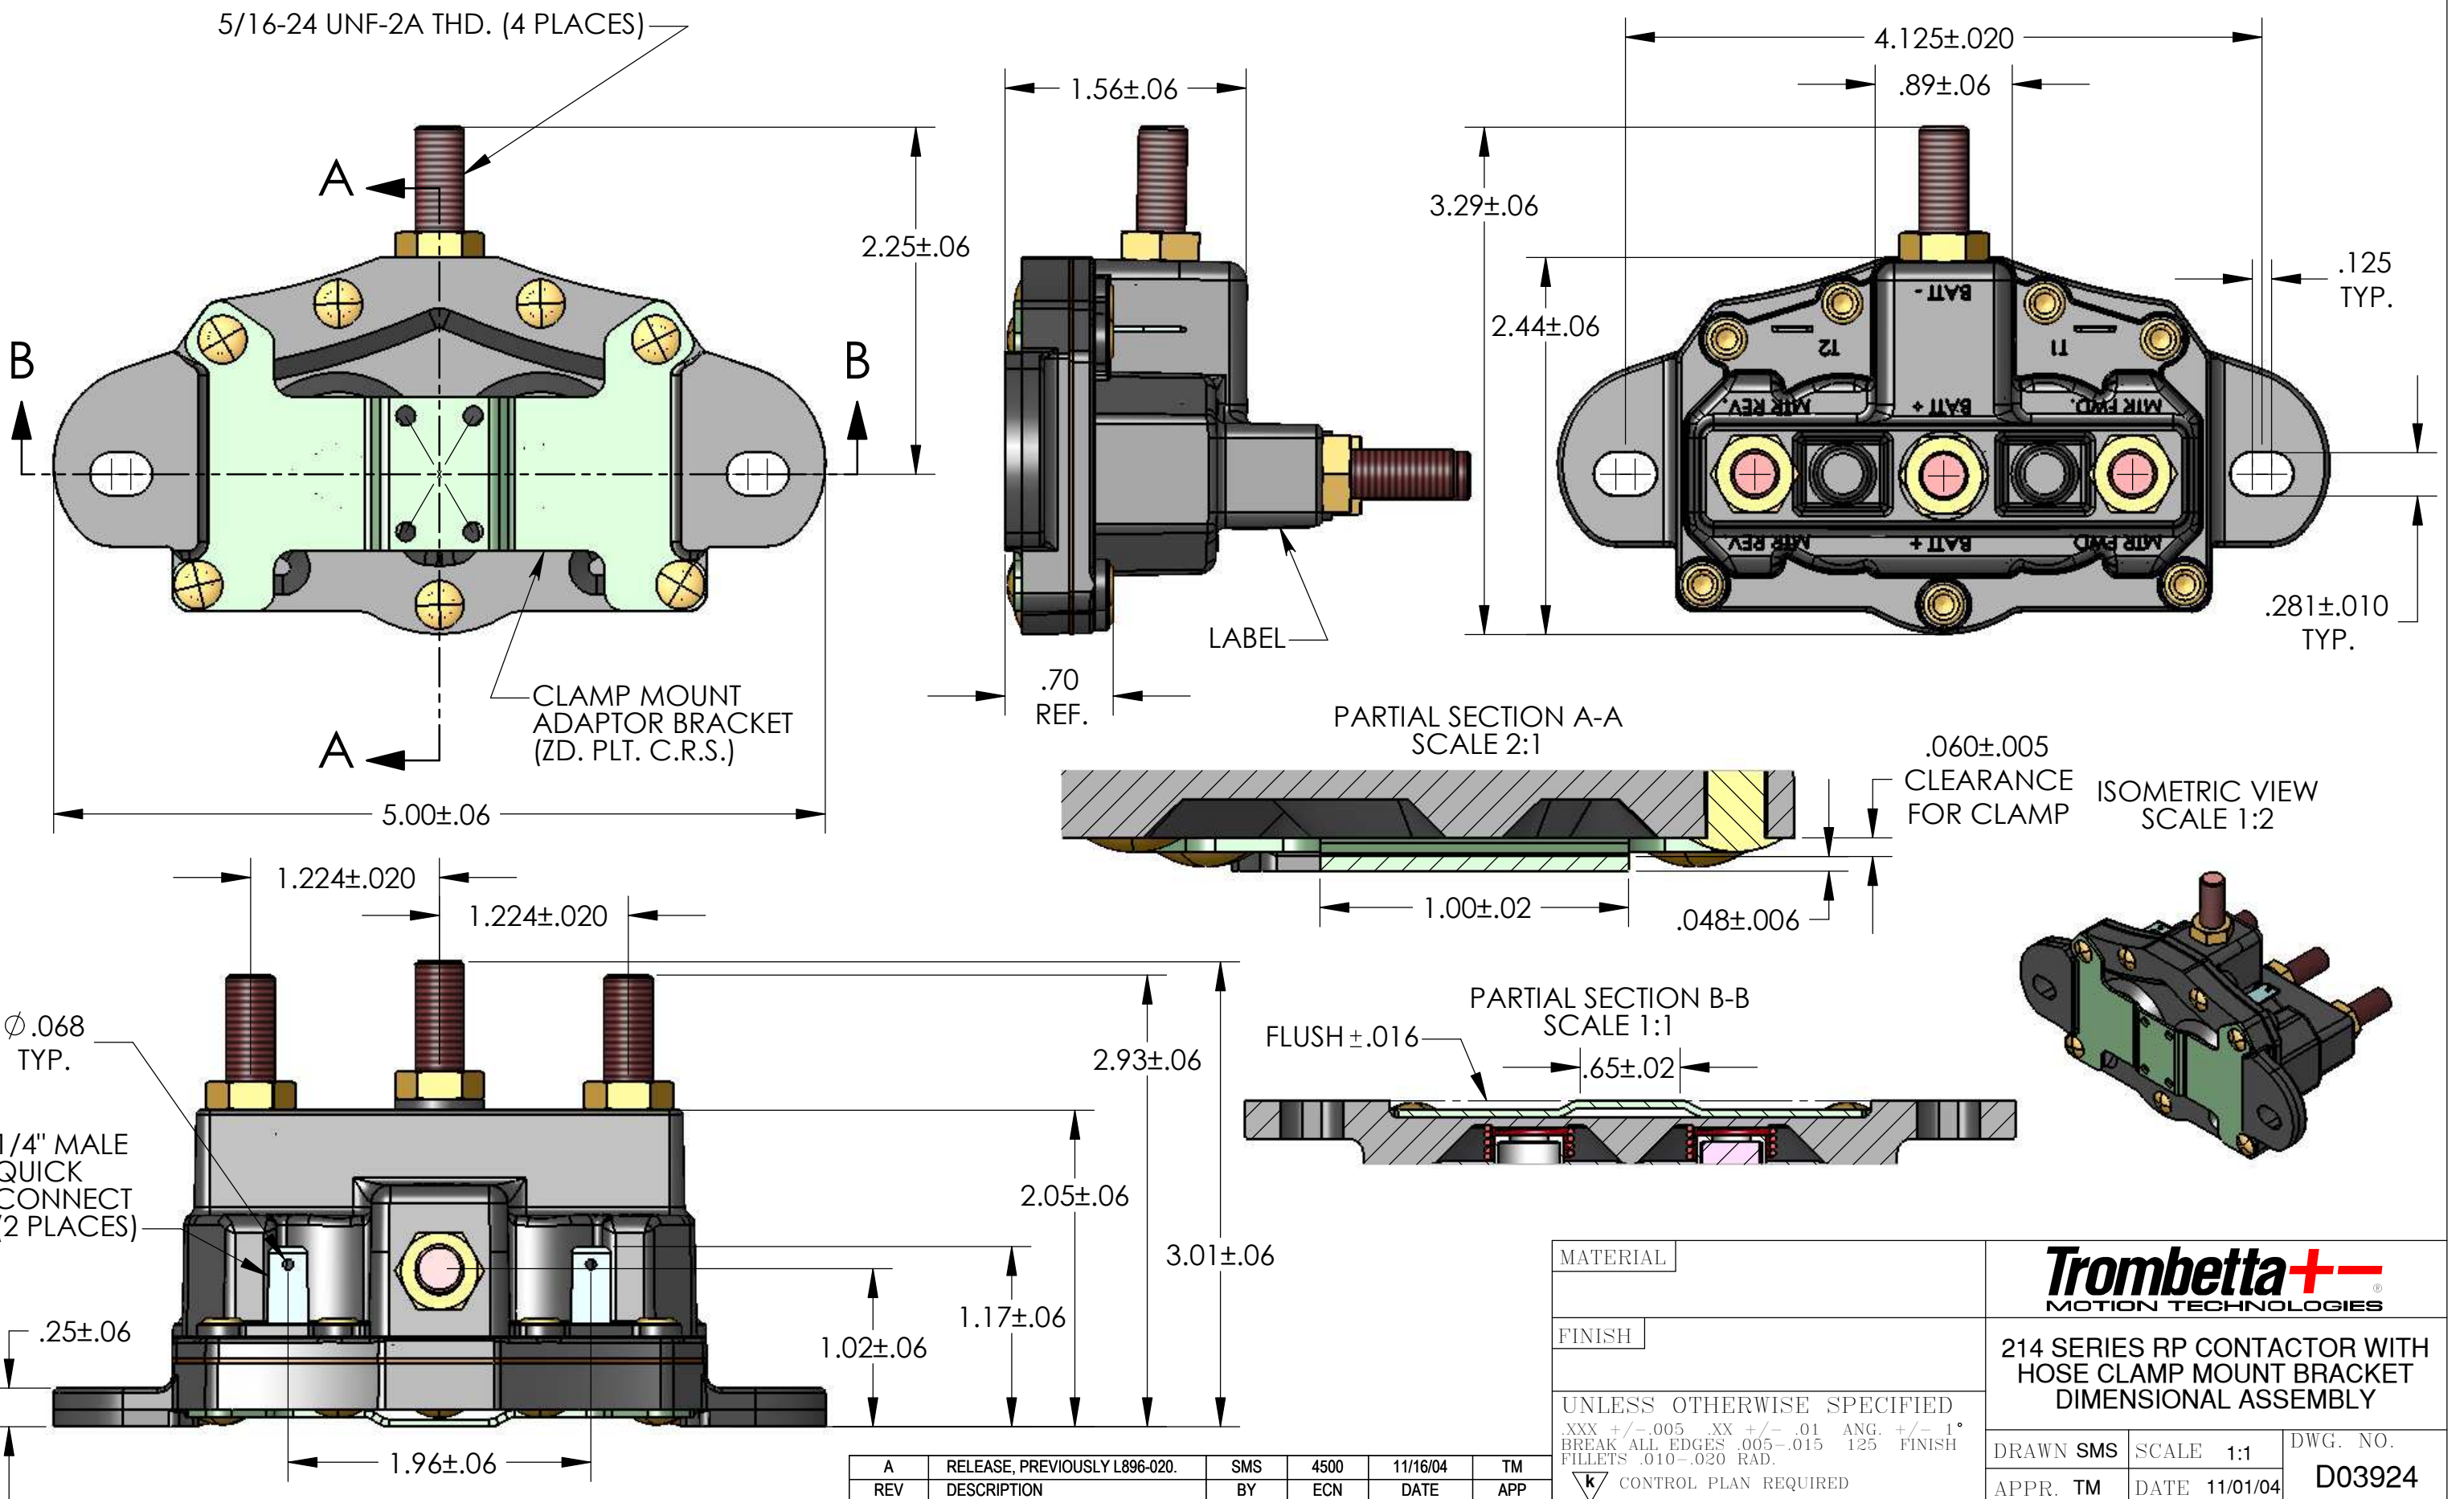 5/16-24 UNF-2A THD. (4 PLACES)
A
B
B
2.25±.06
CLAMP MOUNT
ADAPTOR BRACKET
(ZD. PLT. C.R.S.)
A
5.00±.06
1.56±.06
LABEL
.70
REF.
4.125±.020
.89±.06
3.29±.06
2.44±.06
.125
TYP.
.281±.010
TYP.
BATT -
T2
T1
MTR REV.
BATT +
MTR FWD.
MTR REV.
BATT +
MTR FWD.
PARTIAL SECTION A-A
SCALE 2:1
.060±.005
CLEARANCE
FOR CLAMP
1.00±.02
.048±.006
ISOMETRIC VIEW
SCALE 1:2
1.224±.020
1.224±.020
Ø.068
TYP.
1/4" MALE
QUICK
CONNECT
(2 PLACES)
.25±.06
1.96±.06
1.02±.06
1.17±.06
2.05±.06
2.93±.06
3.01±.06
PARTIAL SECTION B-B
SCALE 1:1
FLUSH ±.016
.65±.02
MATERIAL
FINISH
UNLESS OTHERWISE SPECIFIED
.XXX +/-.005 .XX +/- .01 ANG. +/- 1°
BREAK ALL EDGES .005-.015 125 FINISH
FILLETS .010-.020 RAD.
k CONTROL PLAN REQUIRED
Trombetta+-®
MOTION TECHNOLOGIES
214 SERIES RP CONTACTOR WITH
HOSE CLAMP MOUNT BRACKET
DIMENSIONAL ASSEMBLY
DRAWN SMS SCALE 1:1 DWG. NO.
APPR. TM DATE 11/01/04 D03924
A RELEASE, PREVIOUSLY L896-020. SMS 4500 11/16/04 TM
REV DESCRIPTION BY ECN DATE APP